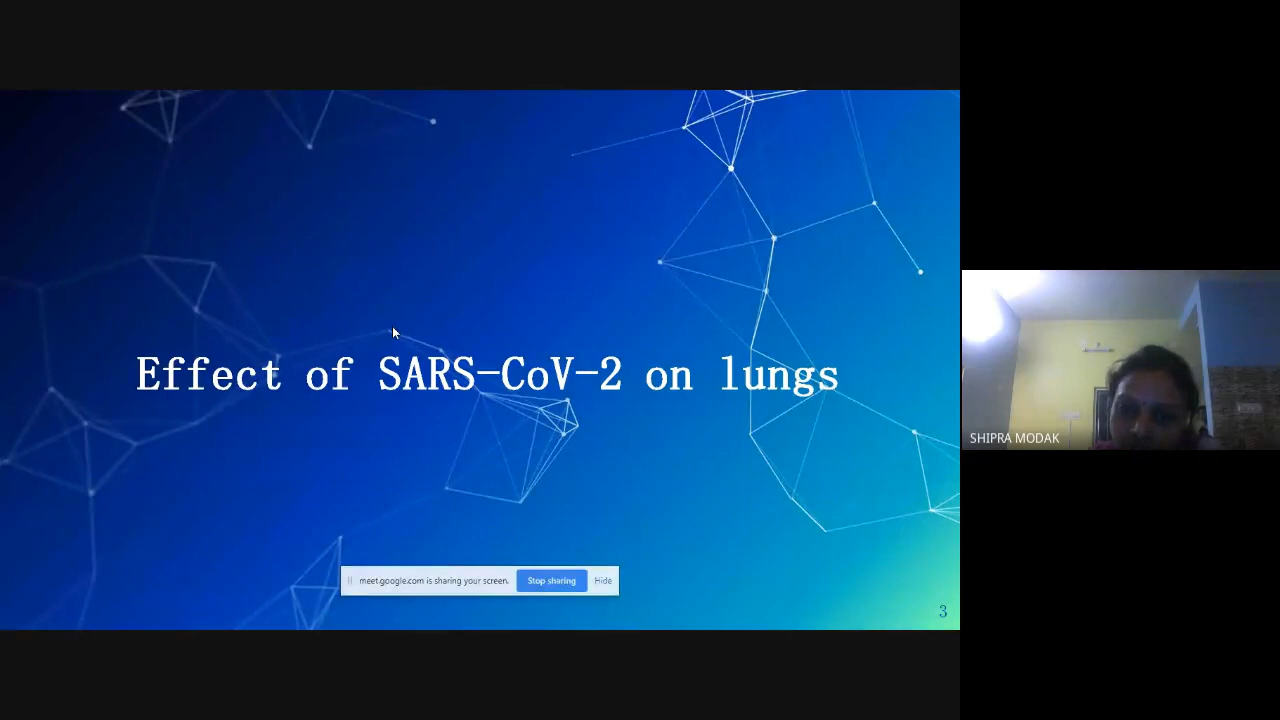 Effect of SARS-CoV-2 on lungs
SHIPRA MODAK
meet.google.com is sharing your screen.
Stop sharing
Hide
3